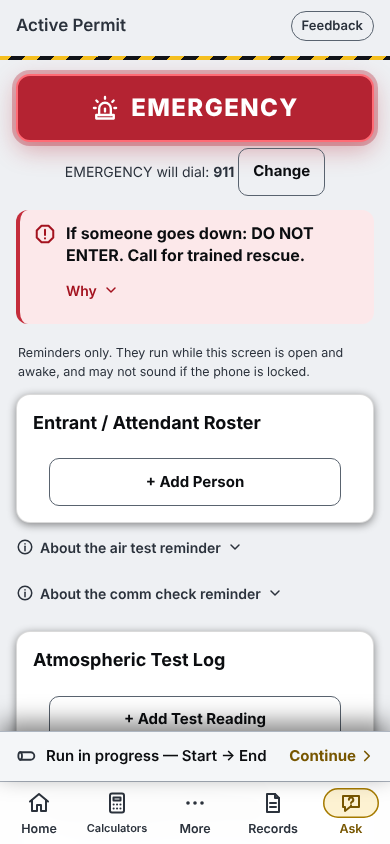 Active Permit
Feedback
EMERGENCY
EMERGENCY will dial: 911 Change
If someone goes down: DO NOT
ENTER. Call for trained rescue.
Why
Reminders only. They run while this screen is open and
awake, and may not sound if the phone is locked.
Entrant / Attendant Roster
+ Add Person
About the air test reminder
About the comm check reminder
Atmospheric Test Log
+ Add Test Reading
Run in progress — Start → End Continue
Home Calculators More Records Ask